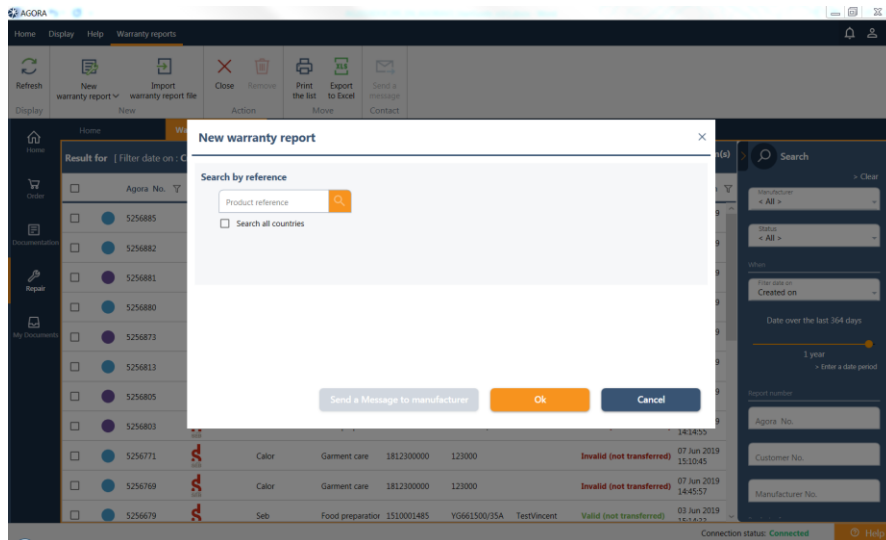 AGORA
Home Display Help Warranty reports
Refresh
New warranty report
Import warranty report file
Close
Remove
Print the list
Export to Excel
Send a message
Display New Action Move Contact
Home
Order
Documentation
Repair
My Documents
Home Wa
Result for [ Filter date on : C
n(s)
Agora No.
5256885
5256882
5256881
5256880
5256873
5256813
5256805
5256803
14:14:55
5256771 Calor Garment care 1812300000 123000 Invalid (not transferred) 07 Jun 2019 15:10:45
5256769 Calor Garment care 1812300000 123000 Invalid (not transferred) 07 Jun 2019 14:45:57
5256679 Seb Food preparation 1510001485 YG661500/35A TestVincent Valid (not transferred) 03 Jun 2019
New warranty report
Search by reference
Product reference
Search all countries
Send a Message to manufacturer
Ok
Cancel
Search
> Clear
Manufacturer
< All >
Status
< All >
When
Filter date on
Created on
Date over the last 364 days
1 year
> Enter a date period
Report number
Agora No.
Customer No.
Manufacturer No.
Connection status: Connected
Help